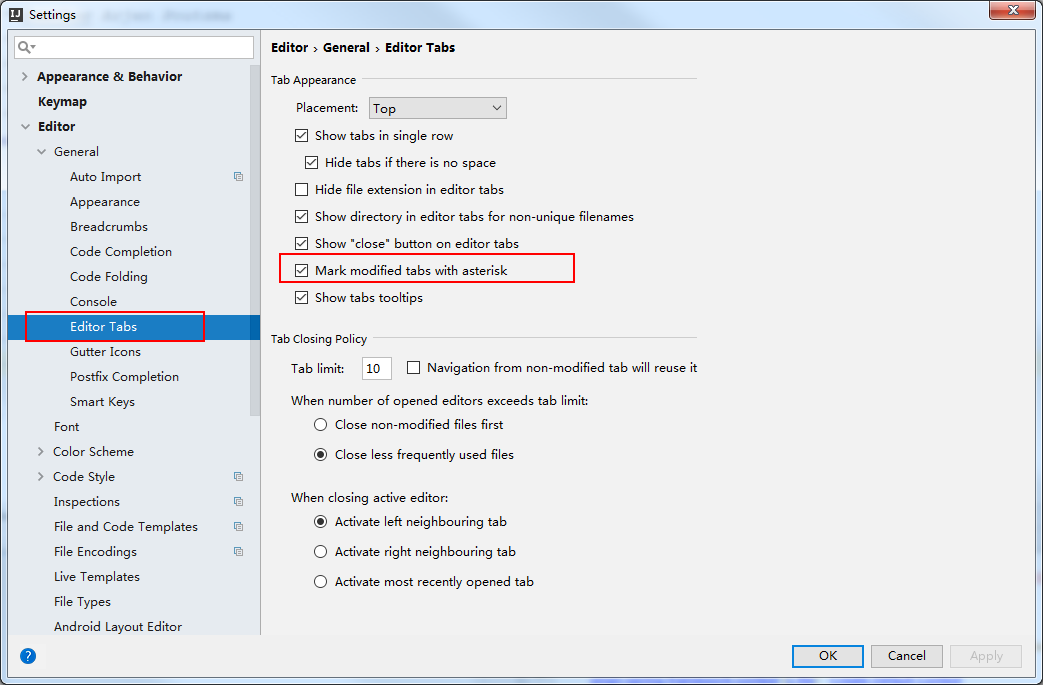 Settings
Appearance & Behavior
Keymap
Editor
General
Auto Import
Appearance
Breadcrumbs
Code Completion
Code Folding
Console
Editor Tabs
Gutter Icons
Postfix Completion
Smart Keys
Font
Color Scheme
Code Style
Inspections
File and Code Templates
File Encodings
Live Templates
File Types
Android Layout Editor
Editor › General › Editor Tabs
Tab Appearance
Placement: Top
Show tabs in single row
Hide tabs if there is no space
Hide file extension in editor tabs
Show directory in editor tabs for non-unique filenames
Show "close" button on editor tabs
Mark modified tabs with asterisk
Show tabs tooltips
Tab Closing Policy
Tab limit: 10 Navigation from non-modified tab will reuse it
When number of opened editors exceeds tab limit:
Close non-modified files first
Close less frequently used files
When closing active editor:
Activate left neighbouring tab
Activate right neighbouring tab
Activate most recently opened tab
? OK Cancel Apply